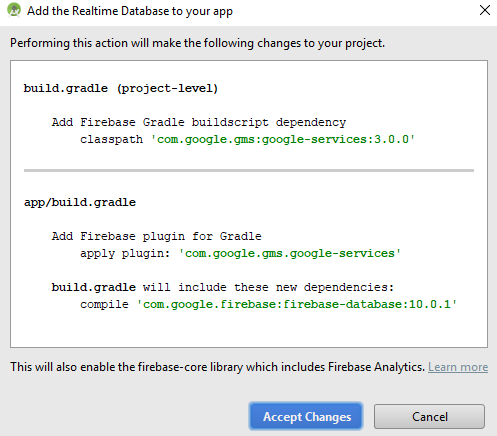 Add the Realtime Database to your app
Performing this action will make the following changes to your project.
build.gradle (project-level)
Add Firebase Gradle buildscript dependency
classpath 'com.google.gms:google-services:3.0.0'
app/build.gradle
Add Firebase plugin for Gradle
apply plugin: 'com.google.gms.google-services'
build.gradle will include these new dependencies:
compile 'com.google.firebase:firebase-database:10.0.1'
This will also enable the firebase-core library which includes Firebase Analytics. Learn more
Accept Changes
Cancel